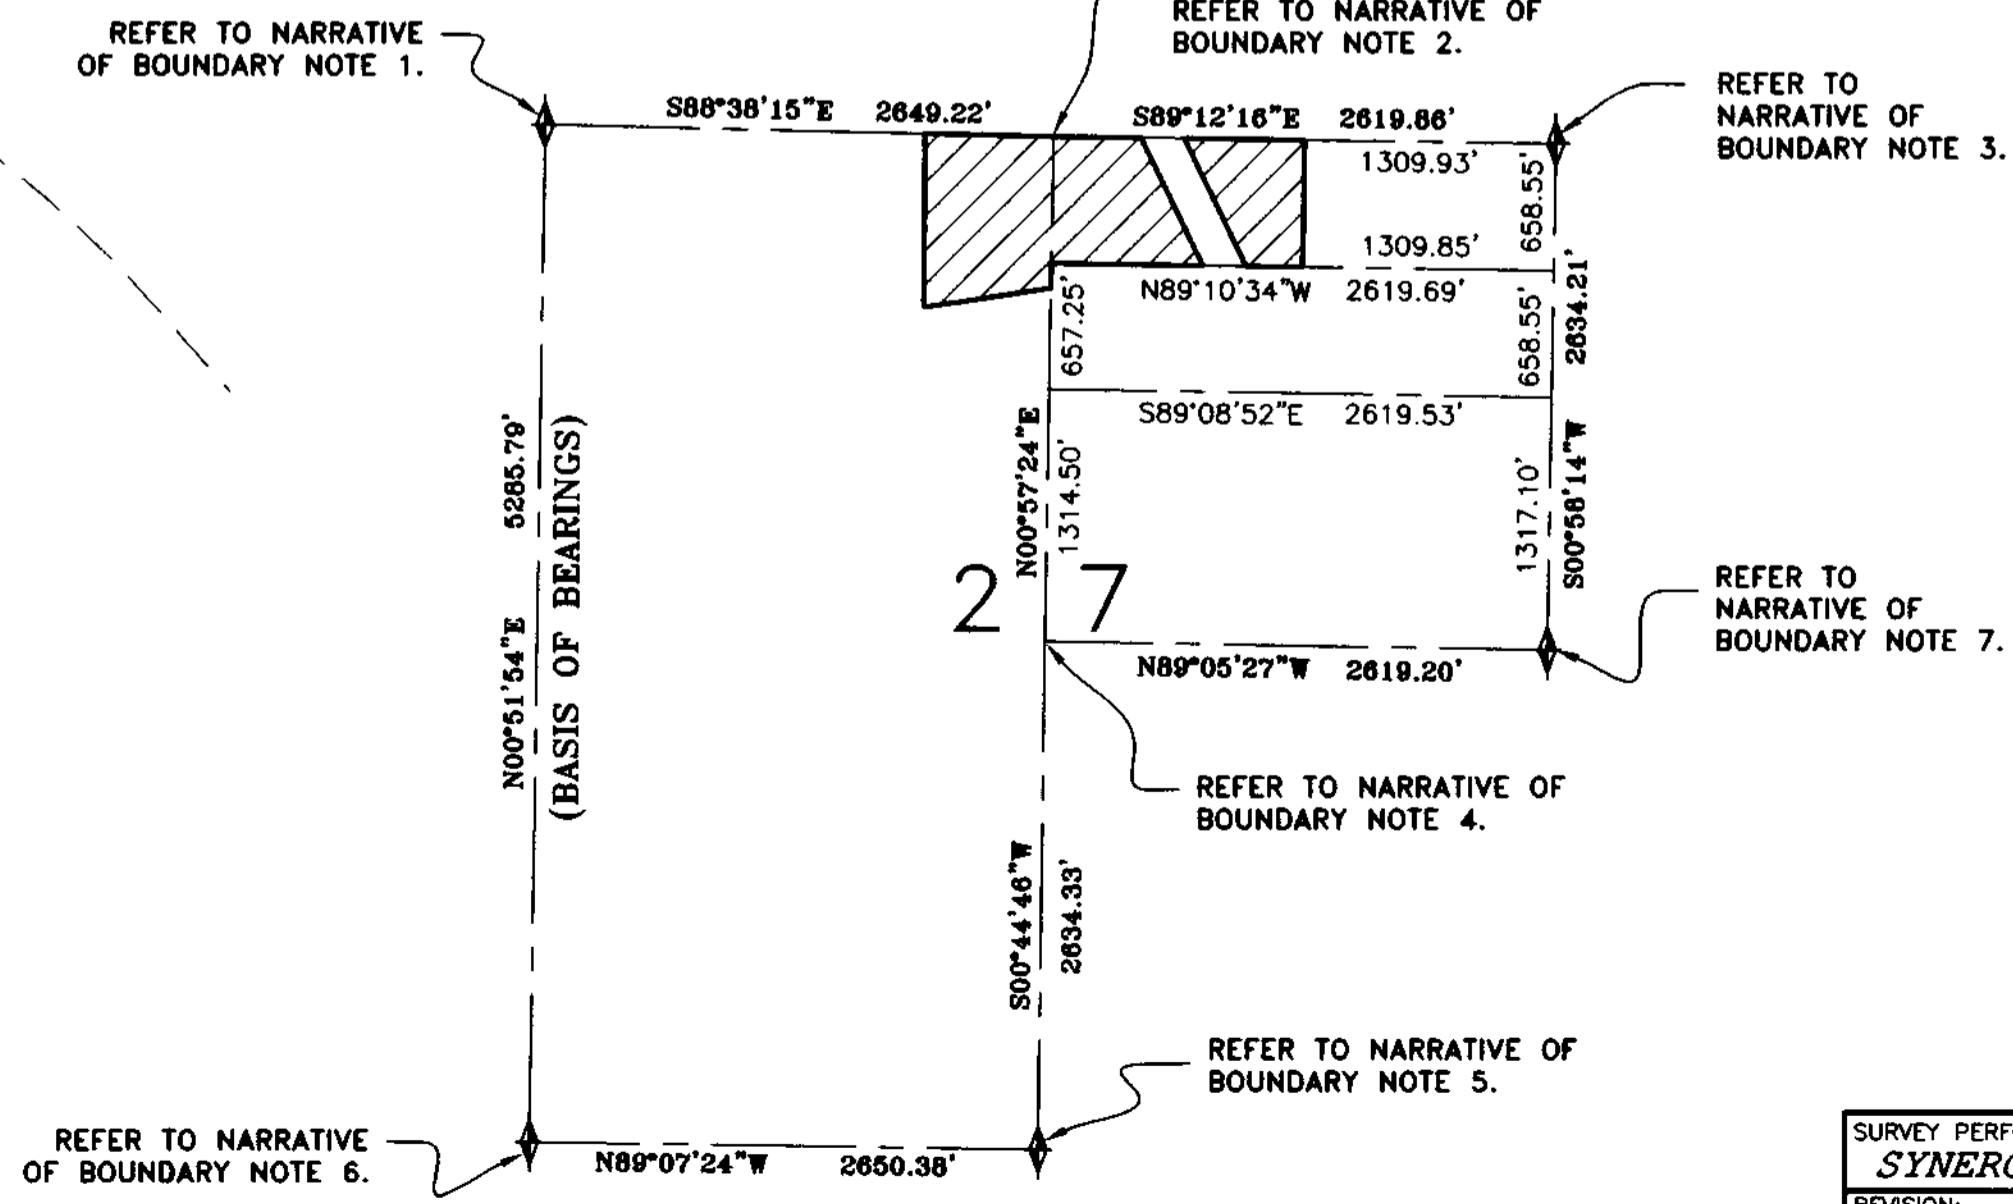 REFER TO NARRATIVE OF
BOUNDARY NOTE 2.
REFER TO NARRATIVE
OF BOUNDARY NOTE 1.
REFER TO
NARRATIVE OF
BOUNDARY NOTE 3.
S88°38'15"E 2649.22'
S89°12'16"E 2619.86'
1309.93'
658.55'
1309.85'
N89°10'34"W 2619.69'
657.25'
658.55'
2634.21'
S89°08'52"E 2619.53'
N00°51'54"E 5285.79'
(BASIS OF BEARINGS)
N00°57'24"E
1314.50'
1317.10'
S00°58'14"W
27
N89°05'27"W 2619.20'
REFER TO
NARRATIVE OF
BOUNDARY NOTE 7.
REFER TO NARRATIVE OF
BOUNDARY NOTE 4.
S00°44'46"W
2634.33'
REFER TO NARRATIVE OF
BOUNDARY NOTE 5.
REFER TO NARRATIVE
OF BOUNDARY NOTE 6.
N89°07'24"W 2650.38'
SURVEY